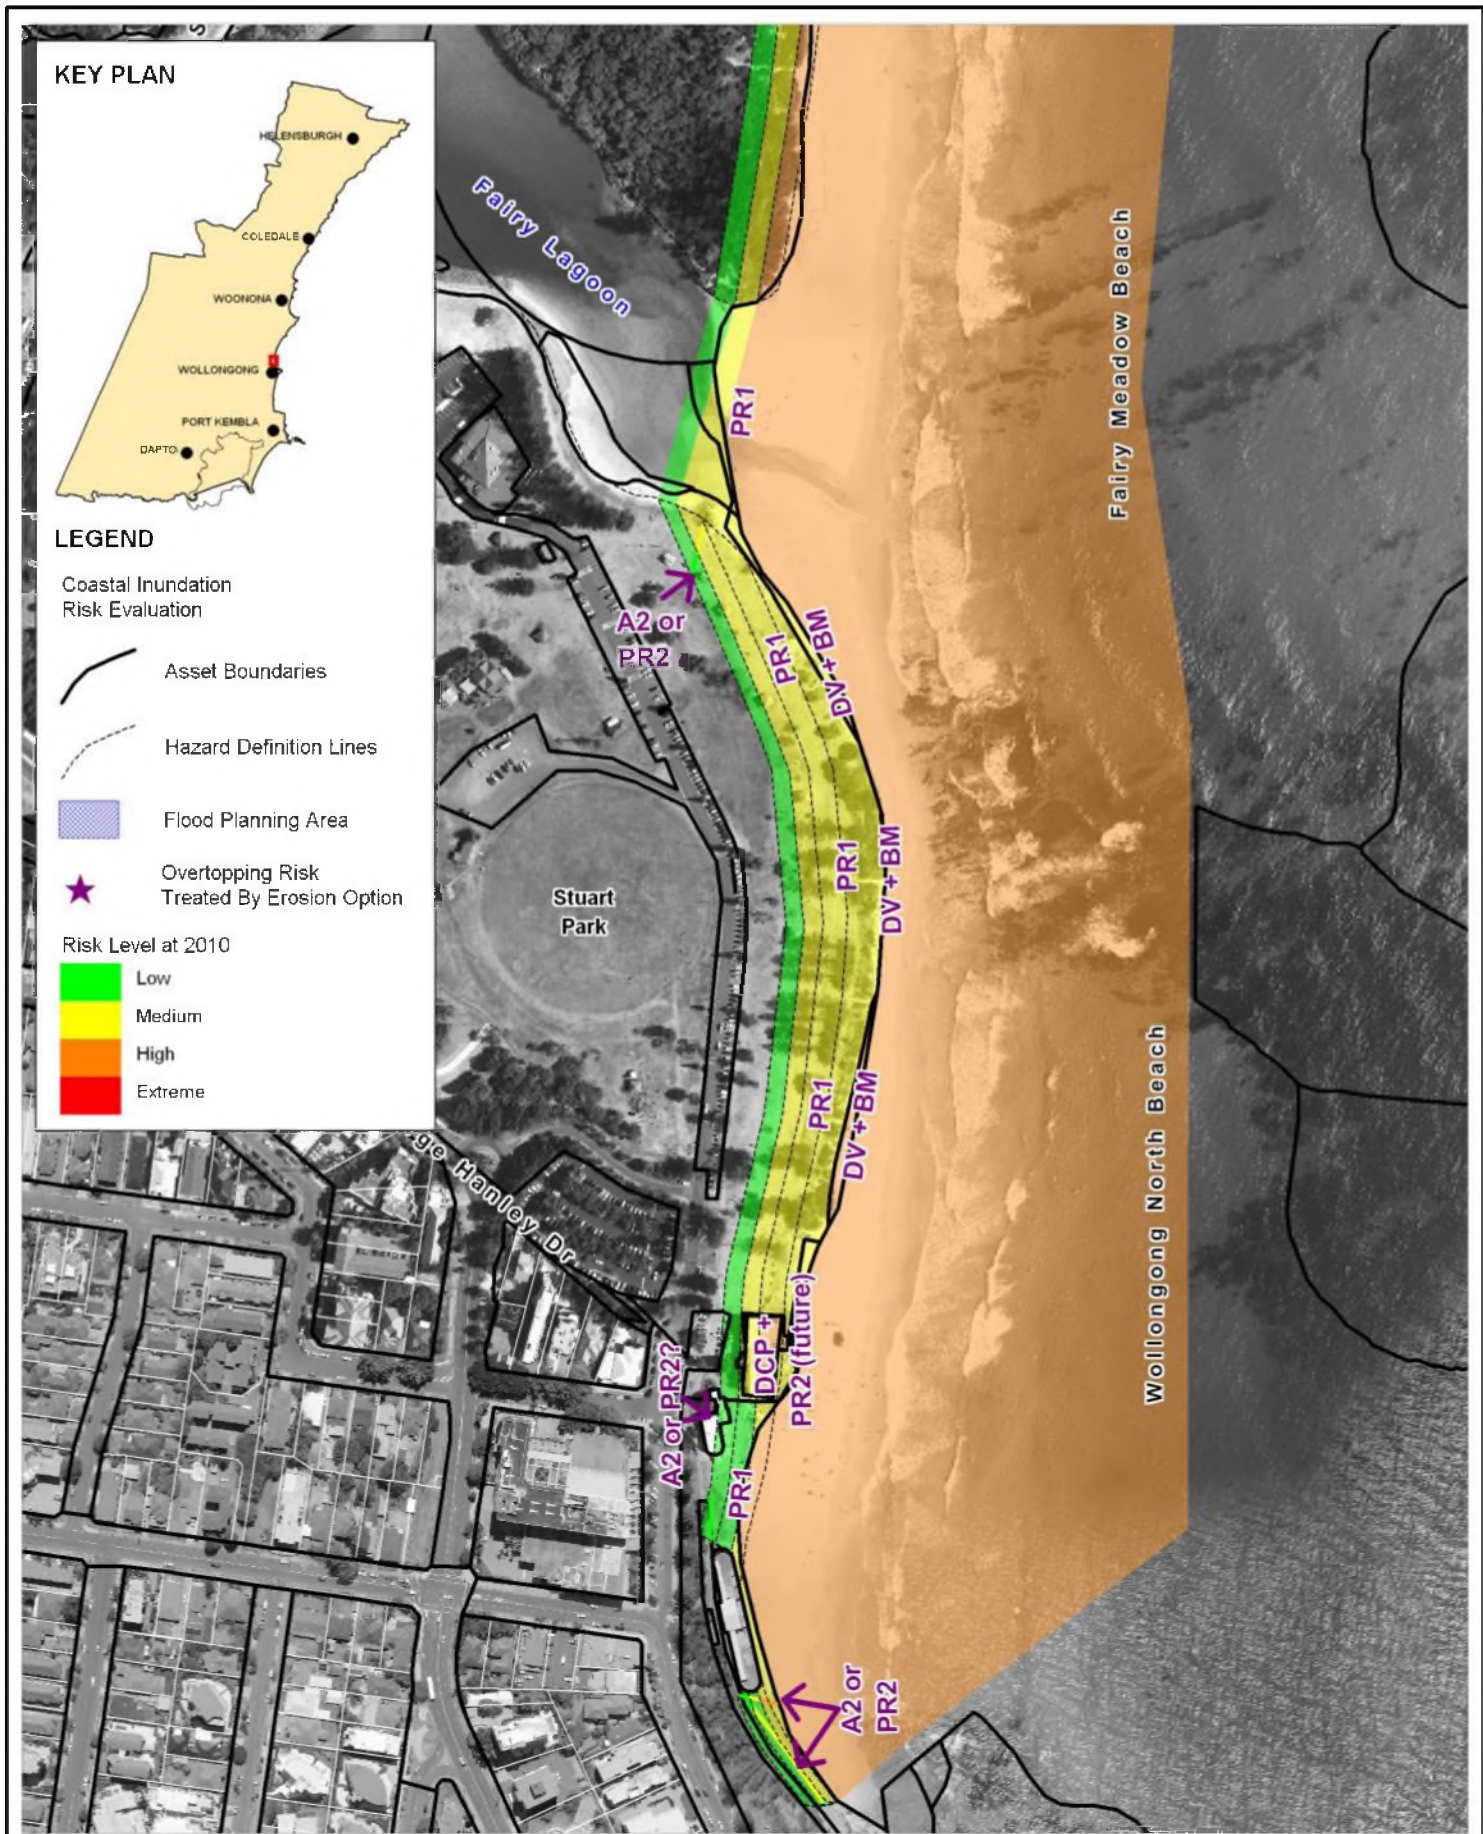 KEY PLAN
HELENSBURGH
COLEDALE
WOONONA
WOLLONGONG
PORT KEMBLA
DAPTO
LEGEND
Coastal Inundation
Risk Evaluation
Asset Boundaries
Hazard Definition Lines
Flood Planning Area
Overtopping Risk
Treated By Erosion Option
Risk Level at 2010
Low
Medium
High
Extreme
Fairy Lagoon
Fairy Meadow Beach
PR1
A2 or
PR2
PR1
DV + BM
Stuart
Park
PR1
DV + BM
PR1
DV + BM
Wollongong North Beach
ge Hanley Dr
DCP +
PR2 (future)
A2 or PR2?
PR1
A2 or
PR2